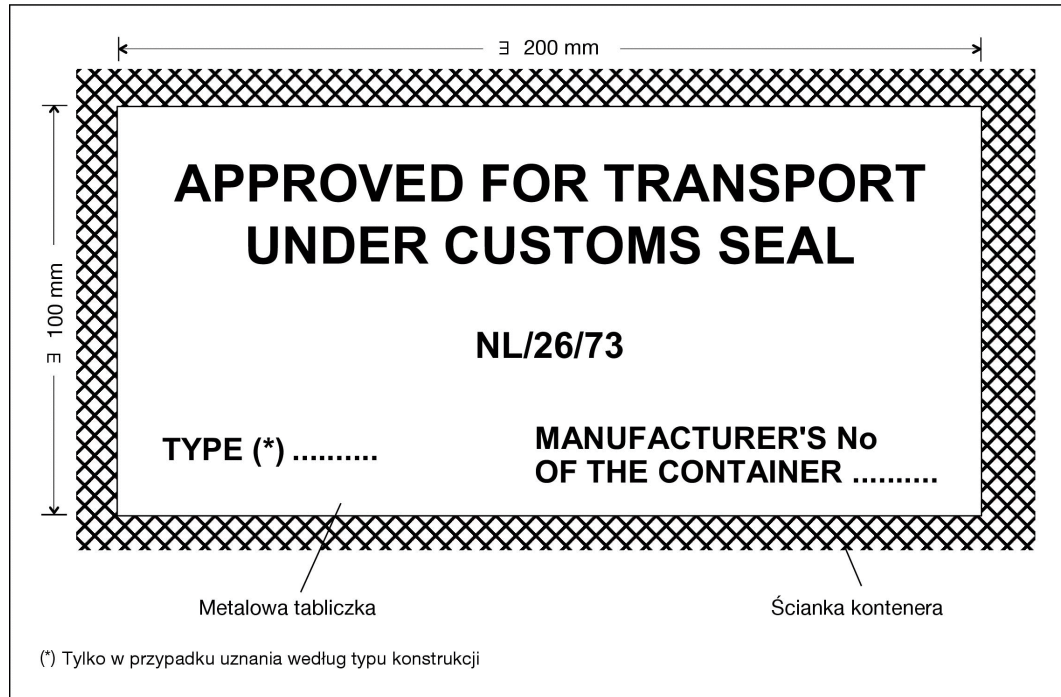 ∃ 200 mm
∃ 100 mm
APPROVED FOR TRANSPORT
UNDER CUSTOMS SEAL
NL/26/73
TYPE (*) ..........
MANUFACTURER'S No
OF THE CONTAINER ..........
Metalowa tabliczka
Ścianka kontenera
(*) Tylko w przypadku uznania według typu konstrukcji